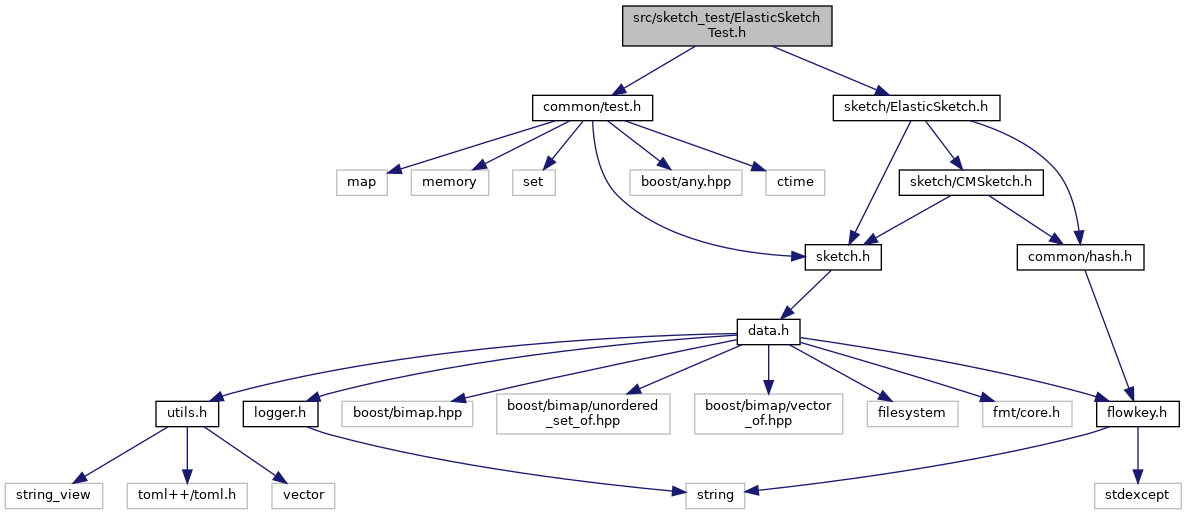 src/sketch_test/ElasticSketch
Test.h
common/test.h
sketch/ElasticSketch.h
map
memory
set
boost/any.hpp
ctime
sketch/CMSketch.h
sketch.h
common/hash.h
data.h
utils.h
logger.h
boost/bimap.hpp
boost/bimap/unordered
_set_of.hpp
boost/bimap/vector
_of.hpp
filesystem
fmt/core.h
flowkey.h
string_view
toml++/toml.h
vector
string
stdexcept